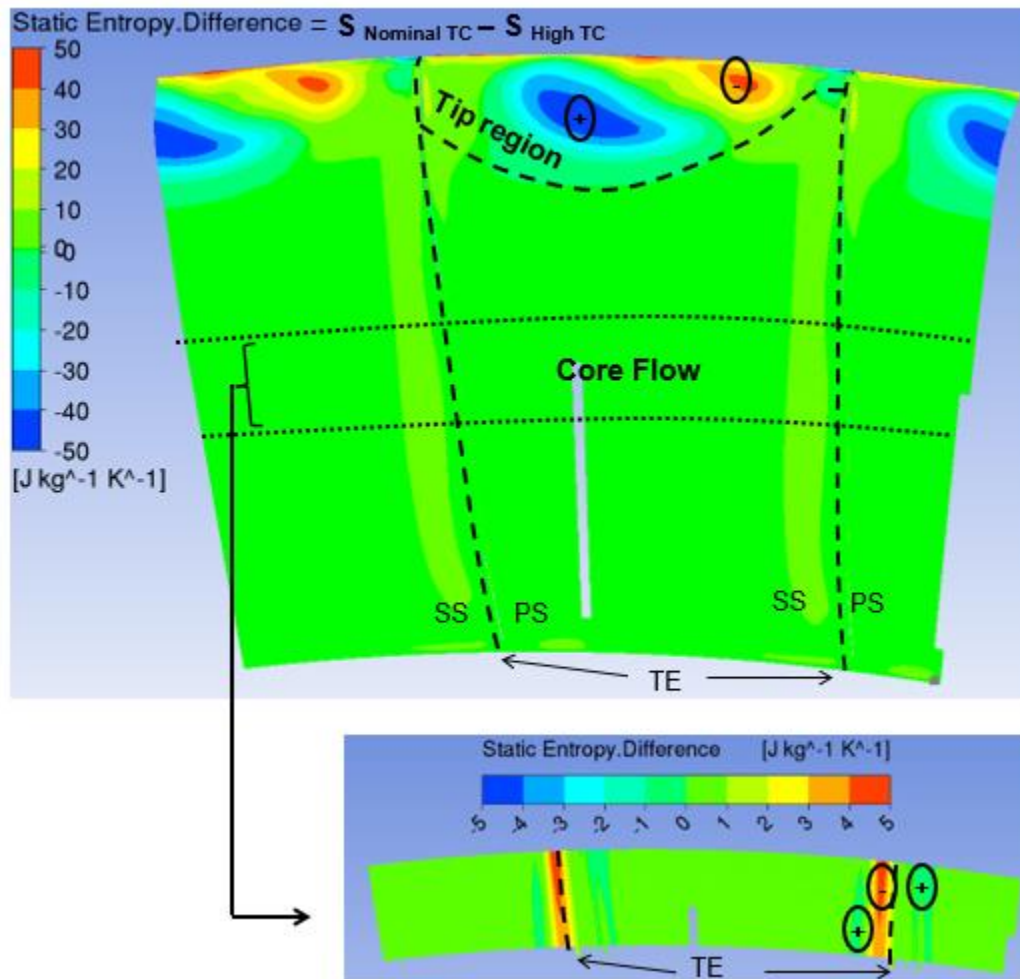 Static Entropy.Difference = S Nominal TC – S High TC
50
40
30
20
10
0
-0
-10
-20
-30
-40
-50
[J kg^-1 K^-1]
-
+
Tip region
Core Flow
SS PS SS PS
TE
Static Entropy.Difference [J kg^-1 K^-1]
-5 -4 -3 -2 -1 0 1 2 3 4 5
- +
+
TE